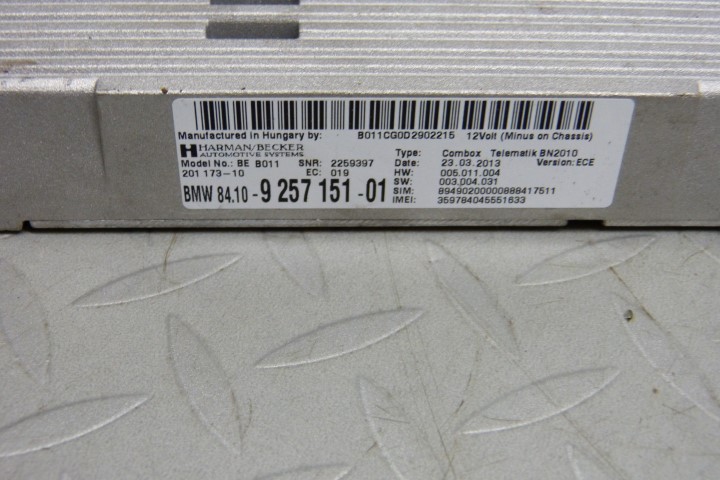 Manufactured in Hungary by: B011CG0D2902215 12Volt (Minus on Chassis)
HARMAN/BECKER
AUTOMOTIVE SYSTEMS
Type: Combox Telematik BN2010
Model No.: BE B011 SNR: 2259397 Date: 23.03.2013 Version: ECE
201 173-10 EC: 019 HW: 005.011.004
SW: 003.004.031
BMW 84.10 - 9 257 151 - 01 SIM: 89490200000888417511
IMEI: 359784045551633